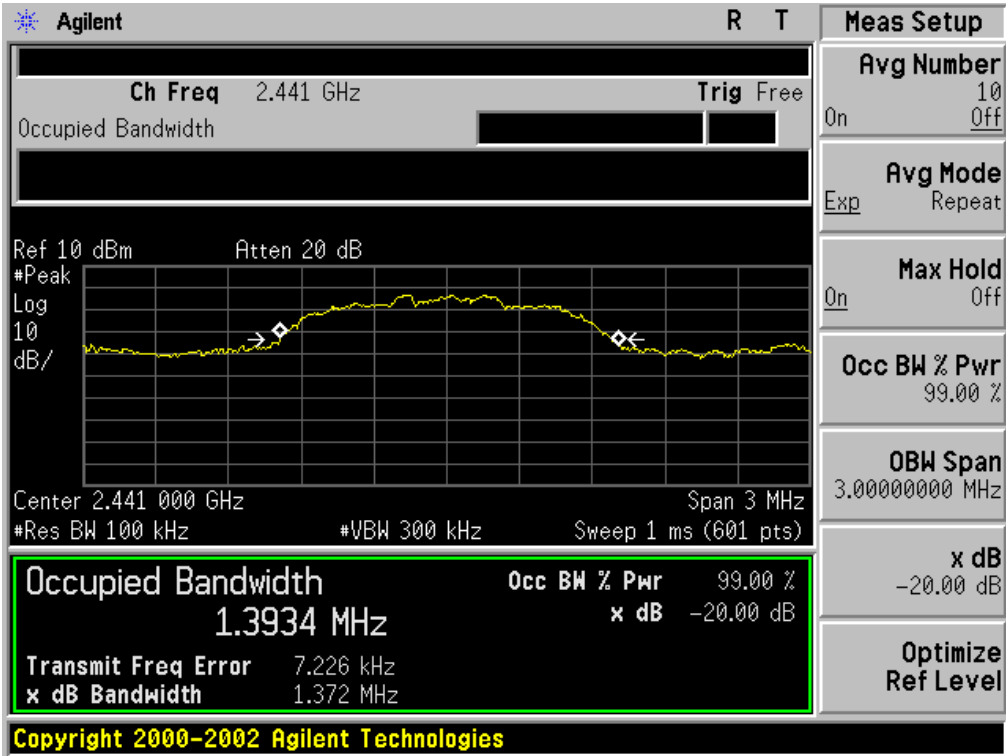 Agilent R T
Meas Setup
Ch Freq 2.441 GHz Trig Free
Occupied Bandwidth
Ref 10 dBm Atten 20 dB
#Peak
Log
10
dB/
Center 2.441 000 GHz Span 3 MHz
#Res BW 100 kHz #VBW 300 kHz Sweep 1 ms (601 pts)
Occupied Bandwidth
1.3934 MHz
Occ BW % Pwr 99.00 %
x dB -20.00 dB
Transmit Freq Error 7.226 kHz
x dB Bandwidth 1.372 MHz
Avg Number
10
On Off
Avg Mode
Exp Repeat
Max Hold
On Off
Occ BW % Pwr
99.00 %
OBW Span
3.00000000 MHz
x dB
-20.00 dB
Optimize
Ref Level
Copyright 2000-2002 Agilent Technologies